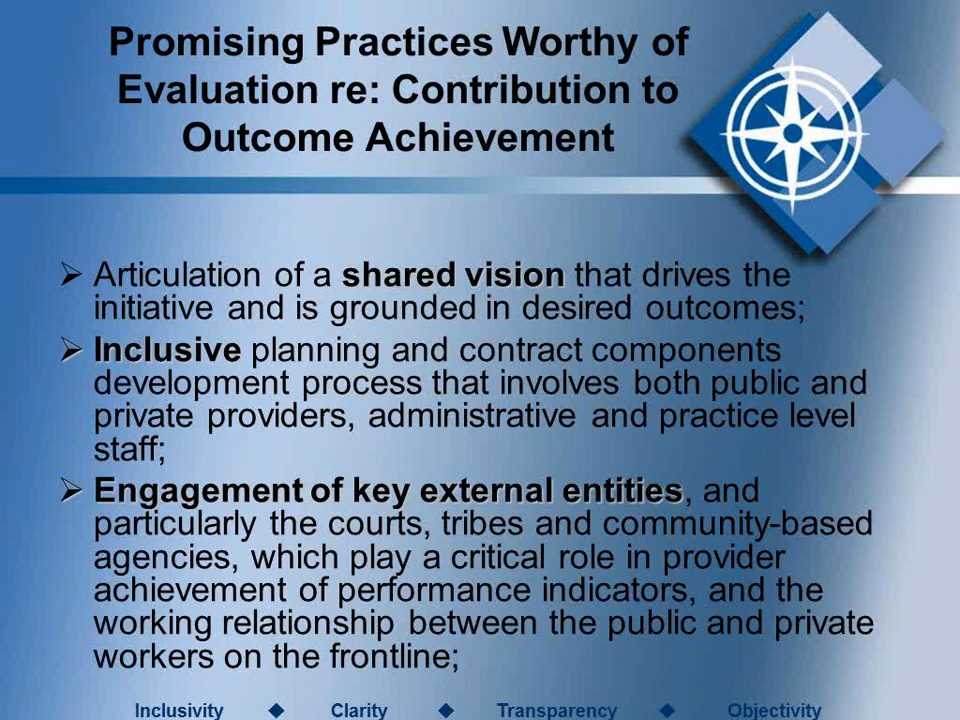 Promising Practices Worthy of
Evaluation re: Contribution to
Outcome Achievement
➢ Articulation of a shared vision that drives the
initiative and is grounded in desired outcomes;
➢ Inclusive planning and contract components
development process that involves both public and
private providers, administrative and practice level
staff;
➢ Engagement of key external entities, and
particularly the courts, tribes and community-based
agencies, which play a critical role in provider
achievement of performance indicators, and the
working relationship between the public and private
workers on the frontline;
Inclusivity ◆ Clarity ◆ Transparency ◆ Objectivity